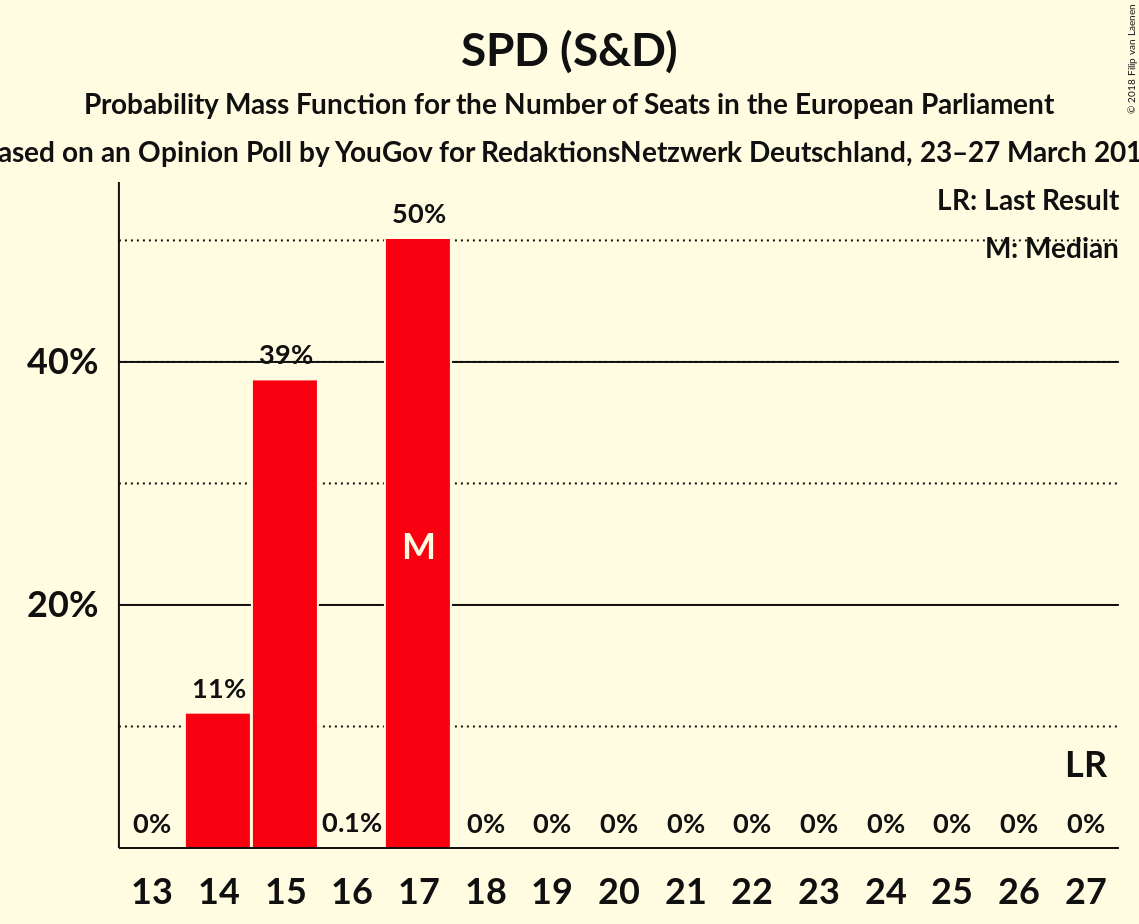 SPD (S&D)
Probability Mass Function for the Number of Seats in the European Parliament
ased on an Opinion Poll by YouGov for RedaktionsNetzwerk Deutschland, 23–27 March 201
© 2018 Filip van Laenen
LR: Last Result
M: Median
50%
40%
39%
M
20%
11%
LR
0% 0.1% 0% 0% 0% 0% 0% 0% 0% 0% 0% 0%
13 14 15 16 17 18 19 20 21 22 23 24 25 26 27